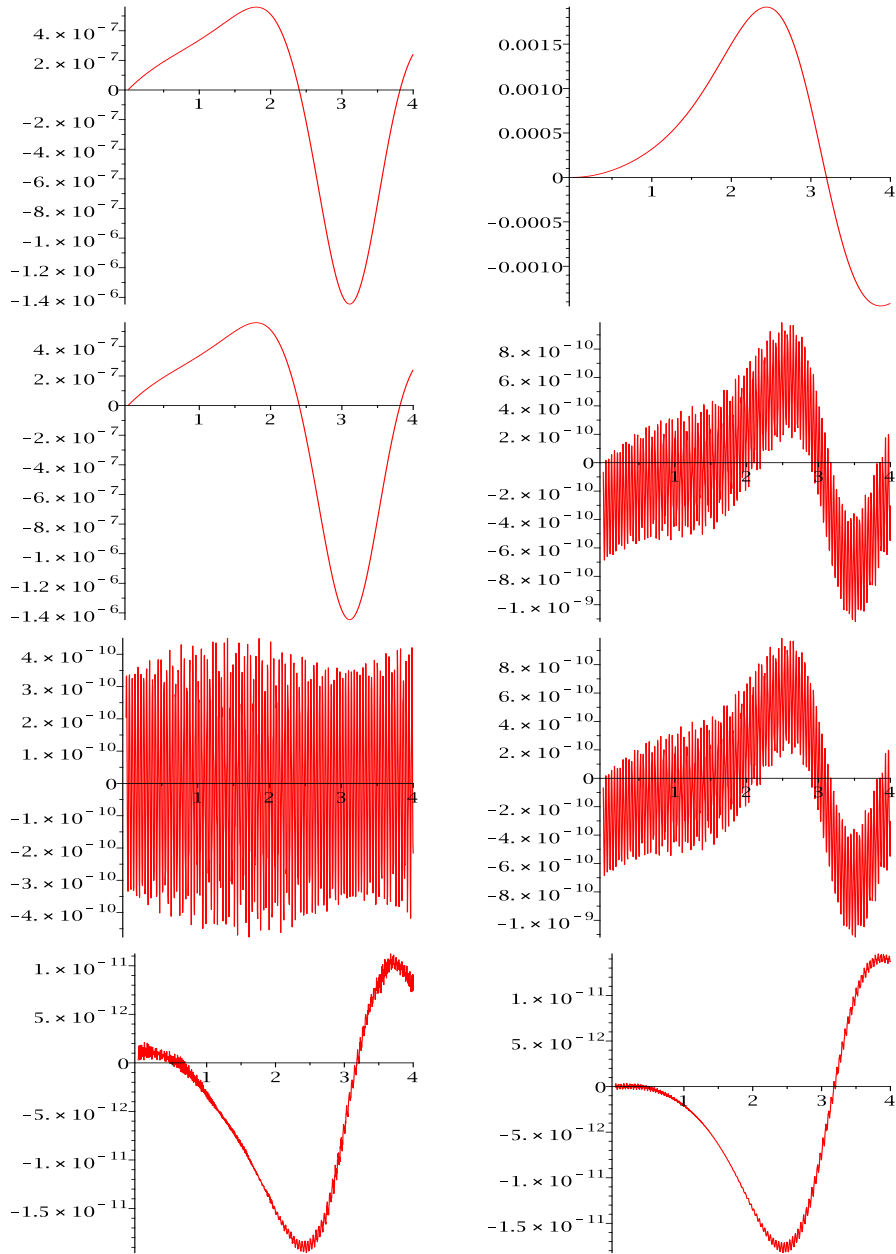 4. × 10⁻⁷
2. × 10⁻⁷
0
1 2 3 4
−2. × 10⁻⁷
−4. × 10⁻⁷
−6. × 10⁻⁷
−8. × 10⁻⁷
−1. × 10⁻⁶
−1.2 × 10⁻⁶
−1.4 × 10⁻⁶
0.0015
0.0010
0.0005
0
1 2 3 4
−0.0005
−0.0010
4. × 10⁻⁷
2. × 10⁻⁷
0
1 2 3 4
−2. × 10⁻⁷
−4. × 10⁻⁷
−6. × 10⁻⁷
−8. × 10⁻⁷
−1. × 10⁻⁶
−1.2 × 10⁻⁶
−1.4 × 10⁻⁶
8. × 10⁻¹⁰
6. × 10⁻¹⁰
4. × 10⁻¹⁰
2. × 10⁻¹⁰
0
1 2 3 4
−2. × 10⁻¹⁰
−4. × 10⁻¹⁰
−6. × 10⁻¹⁰
−8. × 10⁻¹⁰
−1. × 10⁻⁹
4. × 10⁻¹⁰
3. × 10⁻¹⁰
2. × 10⁻¹⁰
1. × 10⁻¹⁰
0
1 2 3 4
−1. × 10⁻¹⁰
−2. × 10⁻¹⁰
−3. × 10⁻¹⁰
−4. × 10⁻¹⁰
8. × 10⁻¹⁰
6. × 10⁻¹⁰
4. × 10⁻¹⁰
2. × 10⁻¹⁰
0
1 2 3 4
−2. × 10⁻¹⁰
−4. × 10⁻¹⁰
−6. × 10⁻¹⁰
−8. × 10⁻¹⁰
−1. × 10⁻⁹
1. × 10⁻¹¹
5. × 10⁻¹²
0
1 2 3 4
−5. × 10⁻¹²
−1. × 10⁻¹¹
−1.5 × 10⁻¹¹
1. × 10⁻¹¹
5. × 10⁻¹²
0
1 2 3 4
−5. × 10⁻¹²
−1. × 10⁻¹¹
−1.5 × 10⁻¹¹